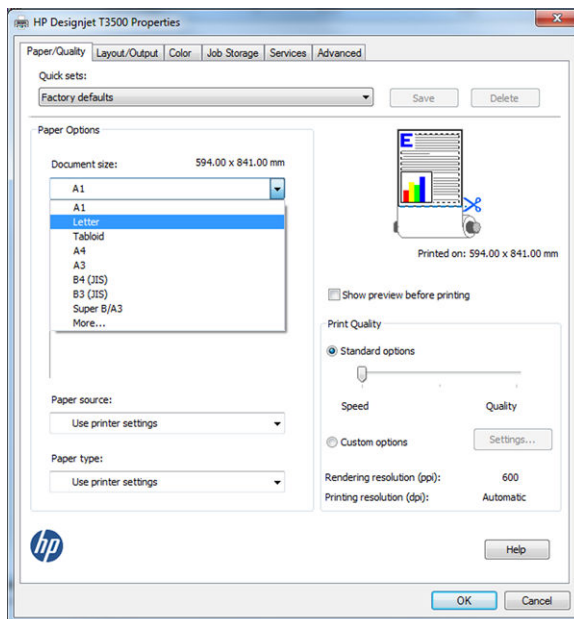 HP Designjet T3500 Properties
Paper/Quality Layout/Output Color Job Storage Services Advanced
Quick sets:
Factory defaults
Save Delete
Paper Options
Document size: 594.00 x 841.00 mm
A1
A1
Letter
Tabloid
A4
A3
B4 (JIS)
B3 (JIS)
Super B/A3
More...
Paper source:
Use printer settings
Paper type:
Use printer settings
E
Printed on: 594.00 x 841.00 mm
Show preview before printing
Print Quality
Standard options
Speed Quality
Custom options Settings...
Rendering resolution (ppi): 600
Printing resolution (dpi): Automatic
hp
Help
OK Cancel